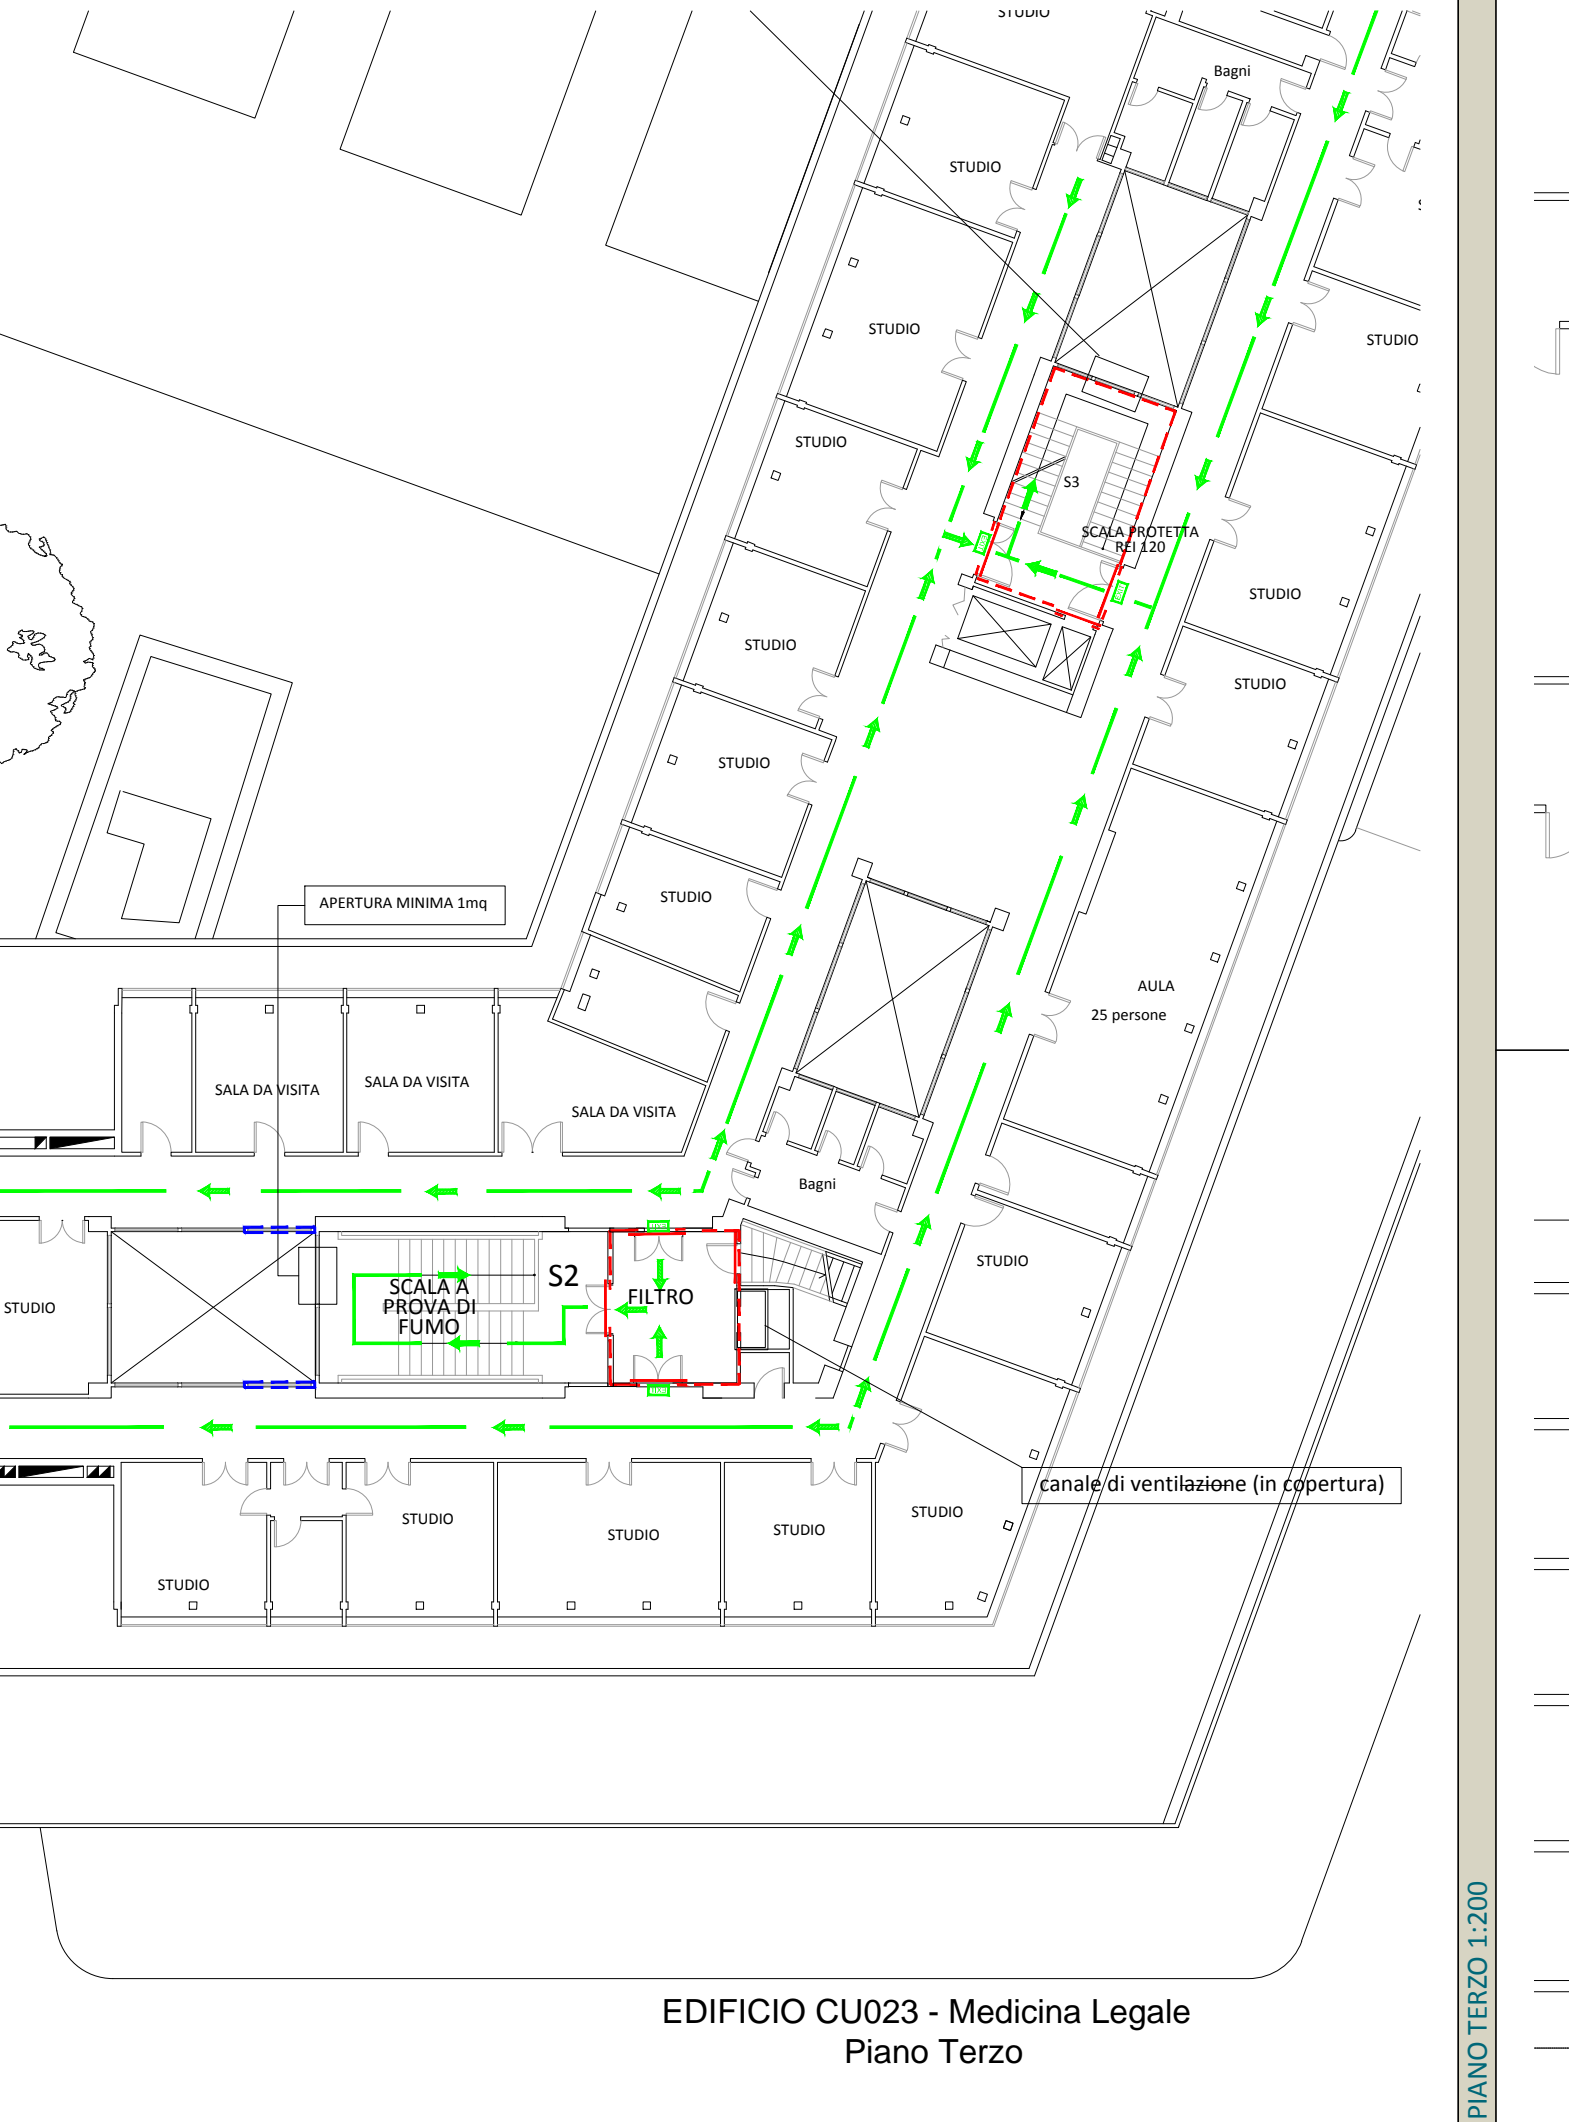 STUDIO
Bagni
STUDIO
STUDIO
STUDIO
STUDIO
S3
SCALA PROTETTA
REI 120
STUDIO
STUDIO
STUDIO
STUDIO
STUDIO
APERTURA MINIMA 1mq
AULA
25 persone
SALA DA VISITA
SALA DA VISITA
SALA DA VISITA
Bagni
STUDIO
S2
SCALA A
PROVA DI
FUMO
FILTRO
STUDIO
canale di ventilazione (in copertura)
STUDIO
STUDIO
STUDIO
STUDIO
STUDIO
EDIFICIO CU023 - Medicina Legale
Piano Terzo
PIANO TERZO 1:200